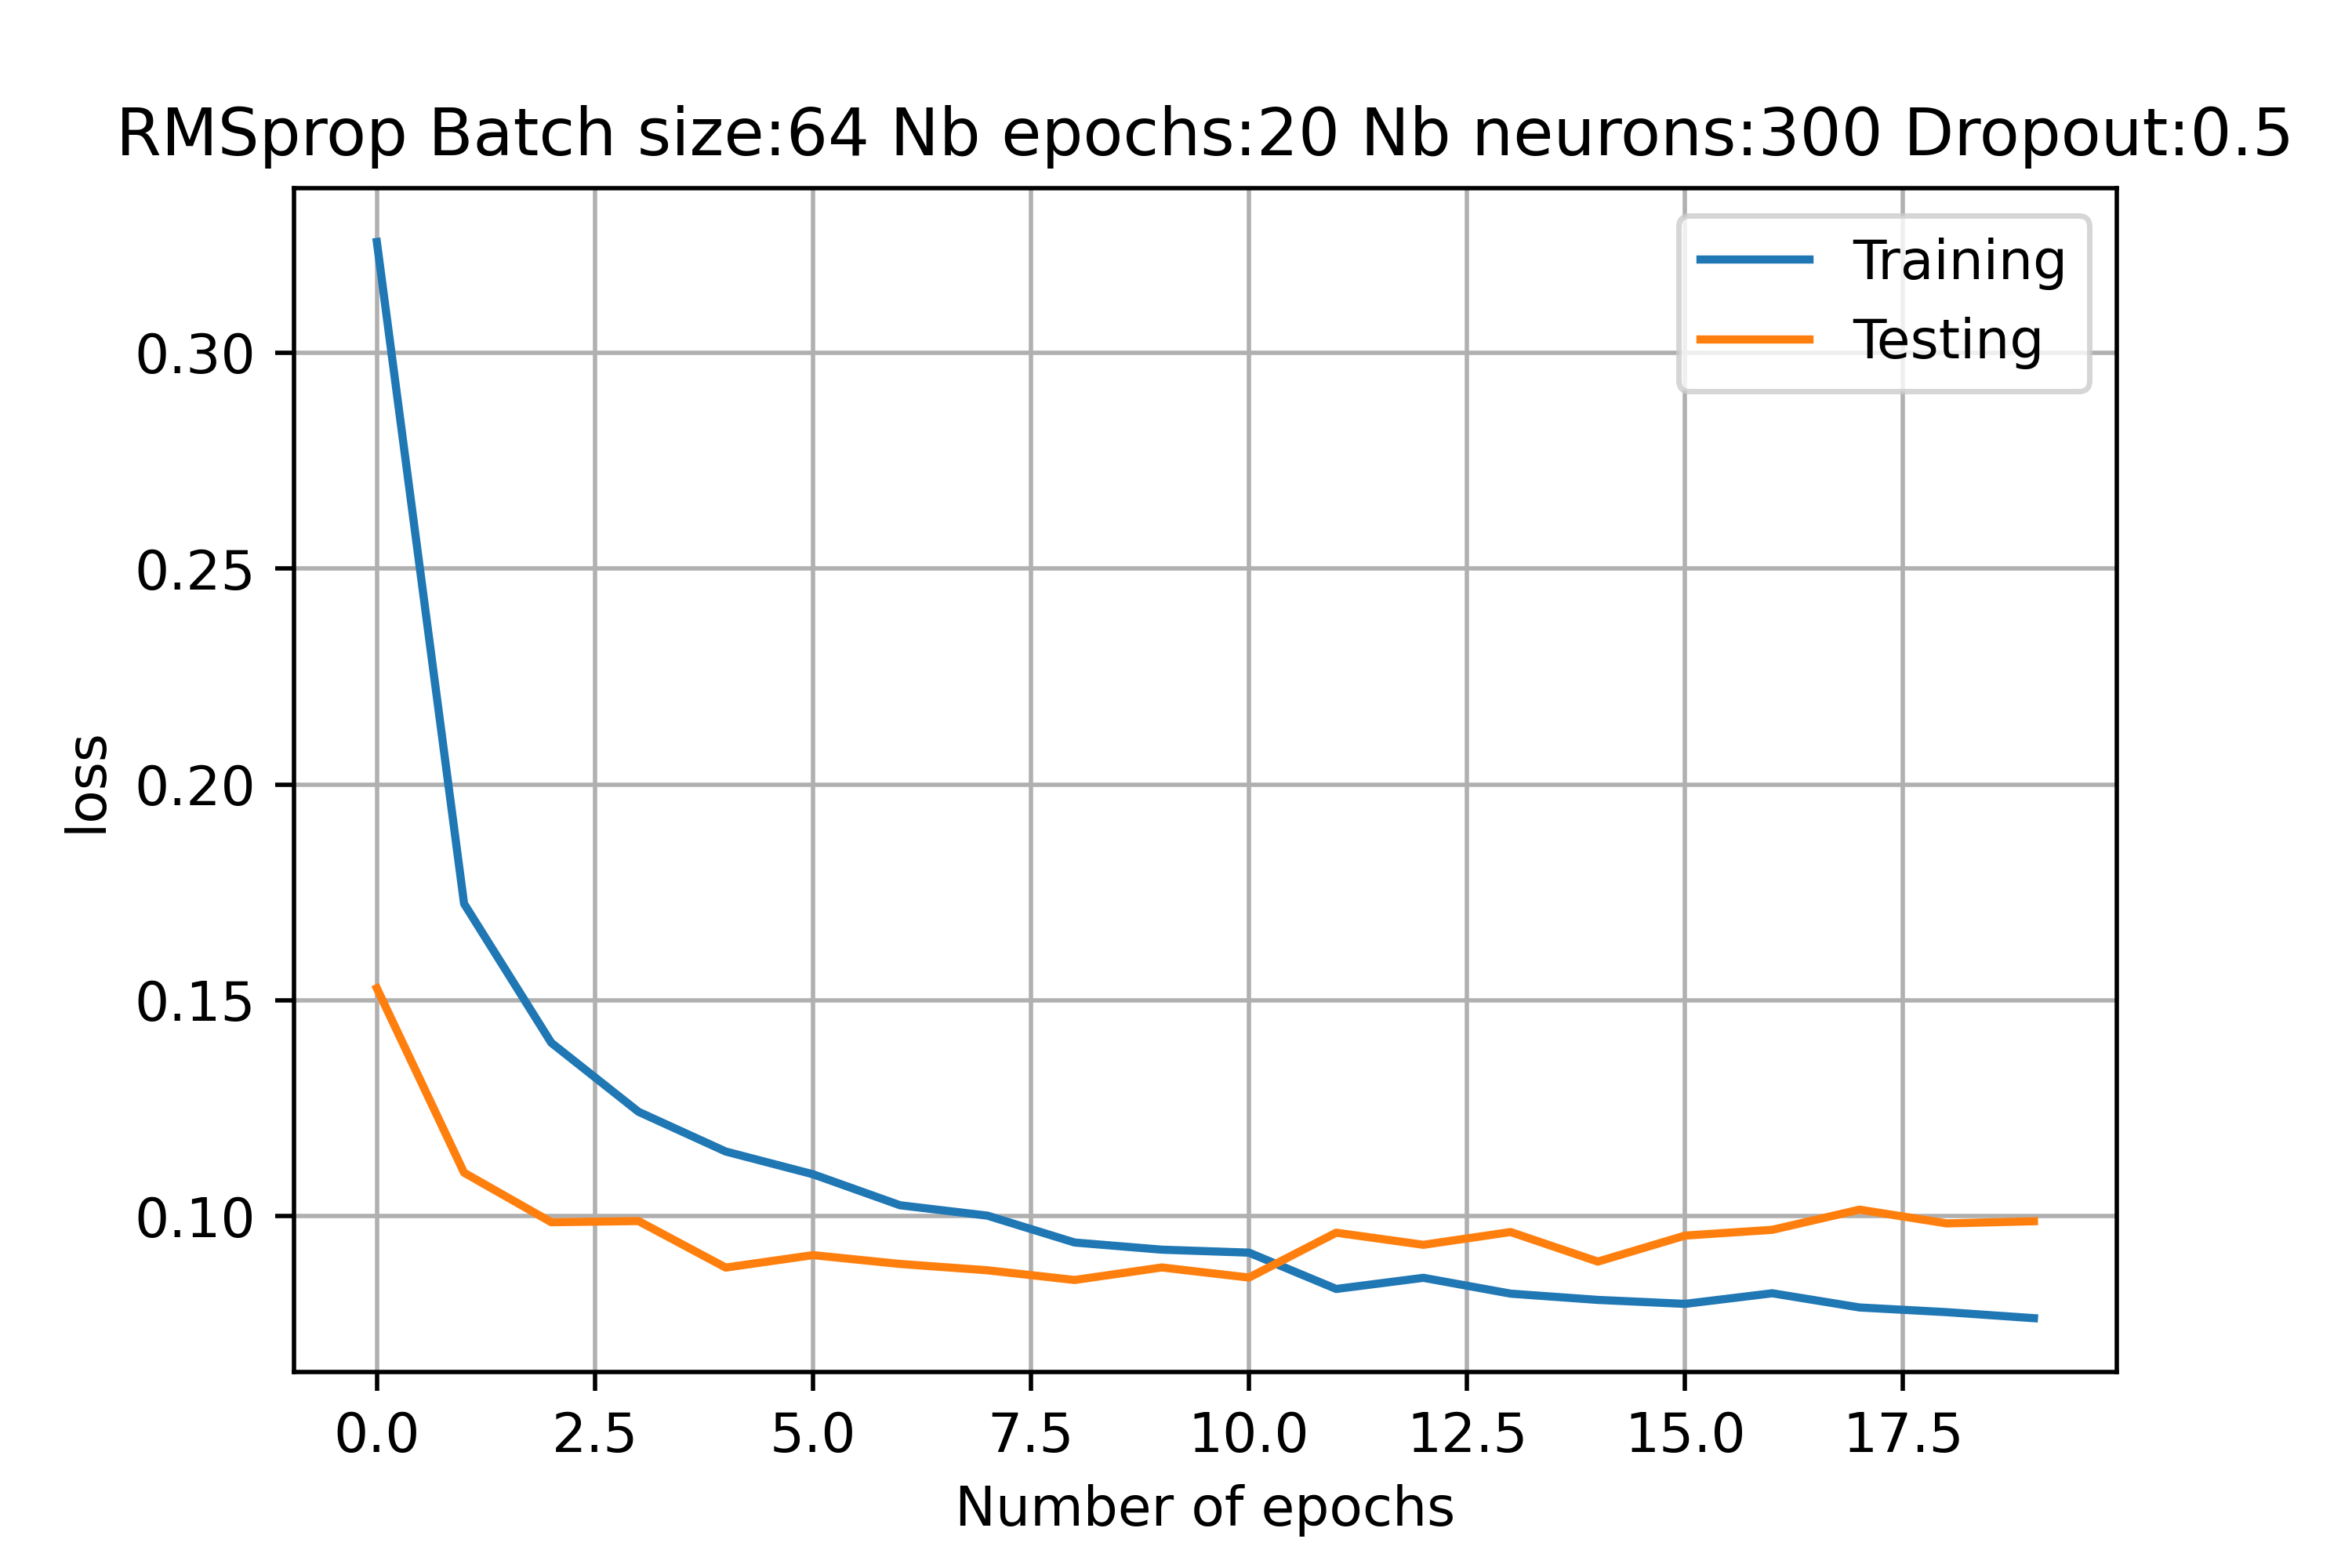 RMSprop Batch size:64 Nb epochs:20 Nb neurons:300 Dropout:0.5
Training
Testing
0.30
0.25
0.20
0.15
0.10
loss
0.0 2.5 5.0 7.5 10.0 12.5 15.0 17.5
Number of epochs